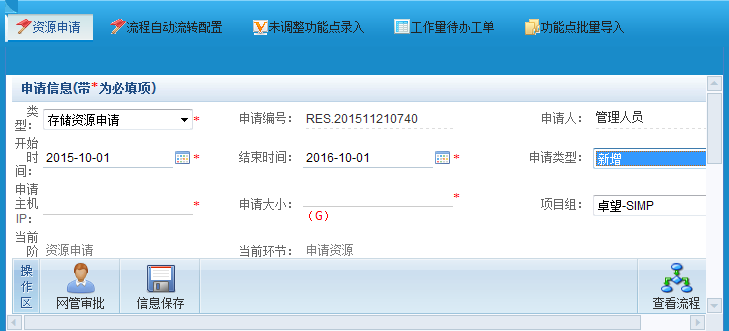 资源申请 流程自动流转配置 未调整功能点录入 工作量待办工单 功能点批量导入
申请信息(带*为必填项)
类型: 存储资源申请 * 申请编号: RES.201511210740 申请人: 管理人员
开始时间: 2015-10-01 * 结束时间: 2016-10-01 * 申请类型: 新增
申请主机IP: * 申请大小: * (G) 项目组: 卓望-SIMP
当前阶 资源申请 当前环节: 申请资源
操作区 网管审批 信息保存 查看流程